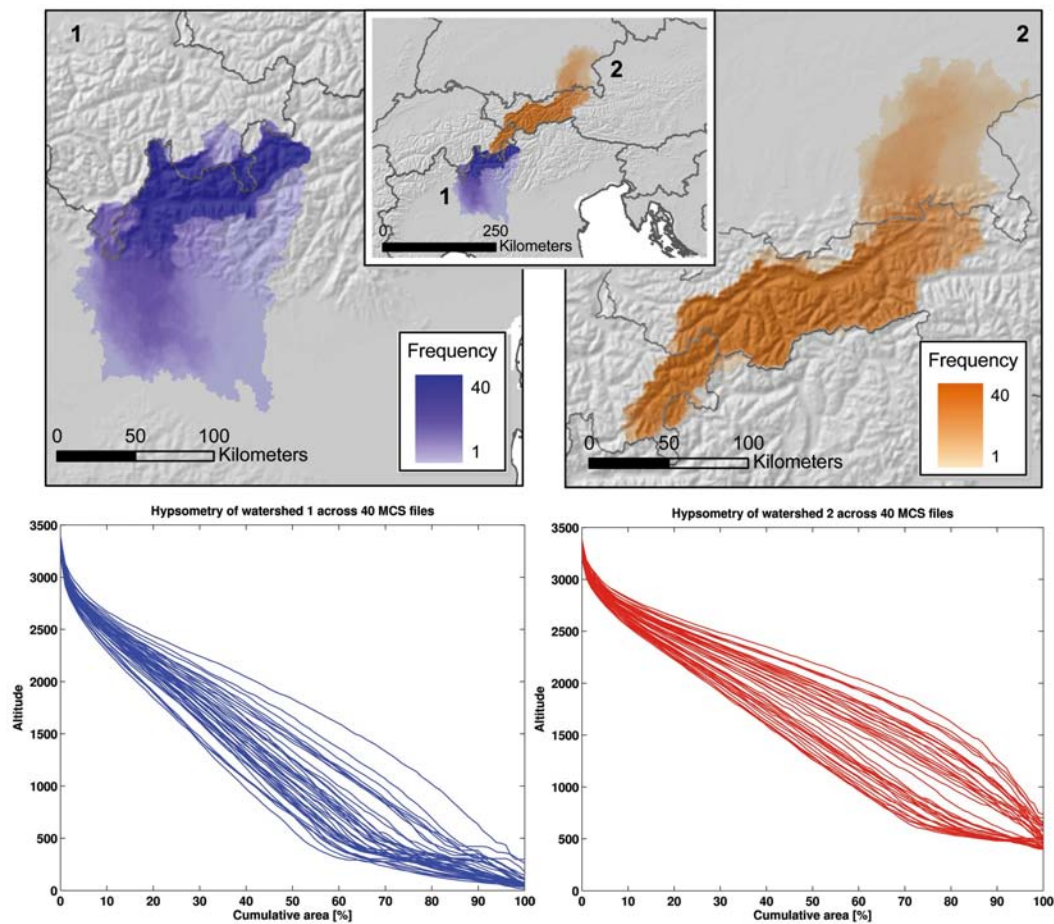 1
2
2
1
0
250
Kilometers
Frequency
40
1
0 50 100
Kilometers
Frequency
40
1
0 50 100
Kilometers
Hypsometry of watershed 1 across 40 MCS files
3500
3000
2500
2000
1500
1000
500
0
Altitude
0 10 20 30 40 50 60 70 80 90 100
Cumulative area [%]
Hypsometry of watershed 2 across 40 MCS files
3500
3000
2500
2000
1500
1000
500
0
Altitude
0 10 20 30 40 50 60 70 80 90 100
Cumulative area [%]